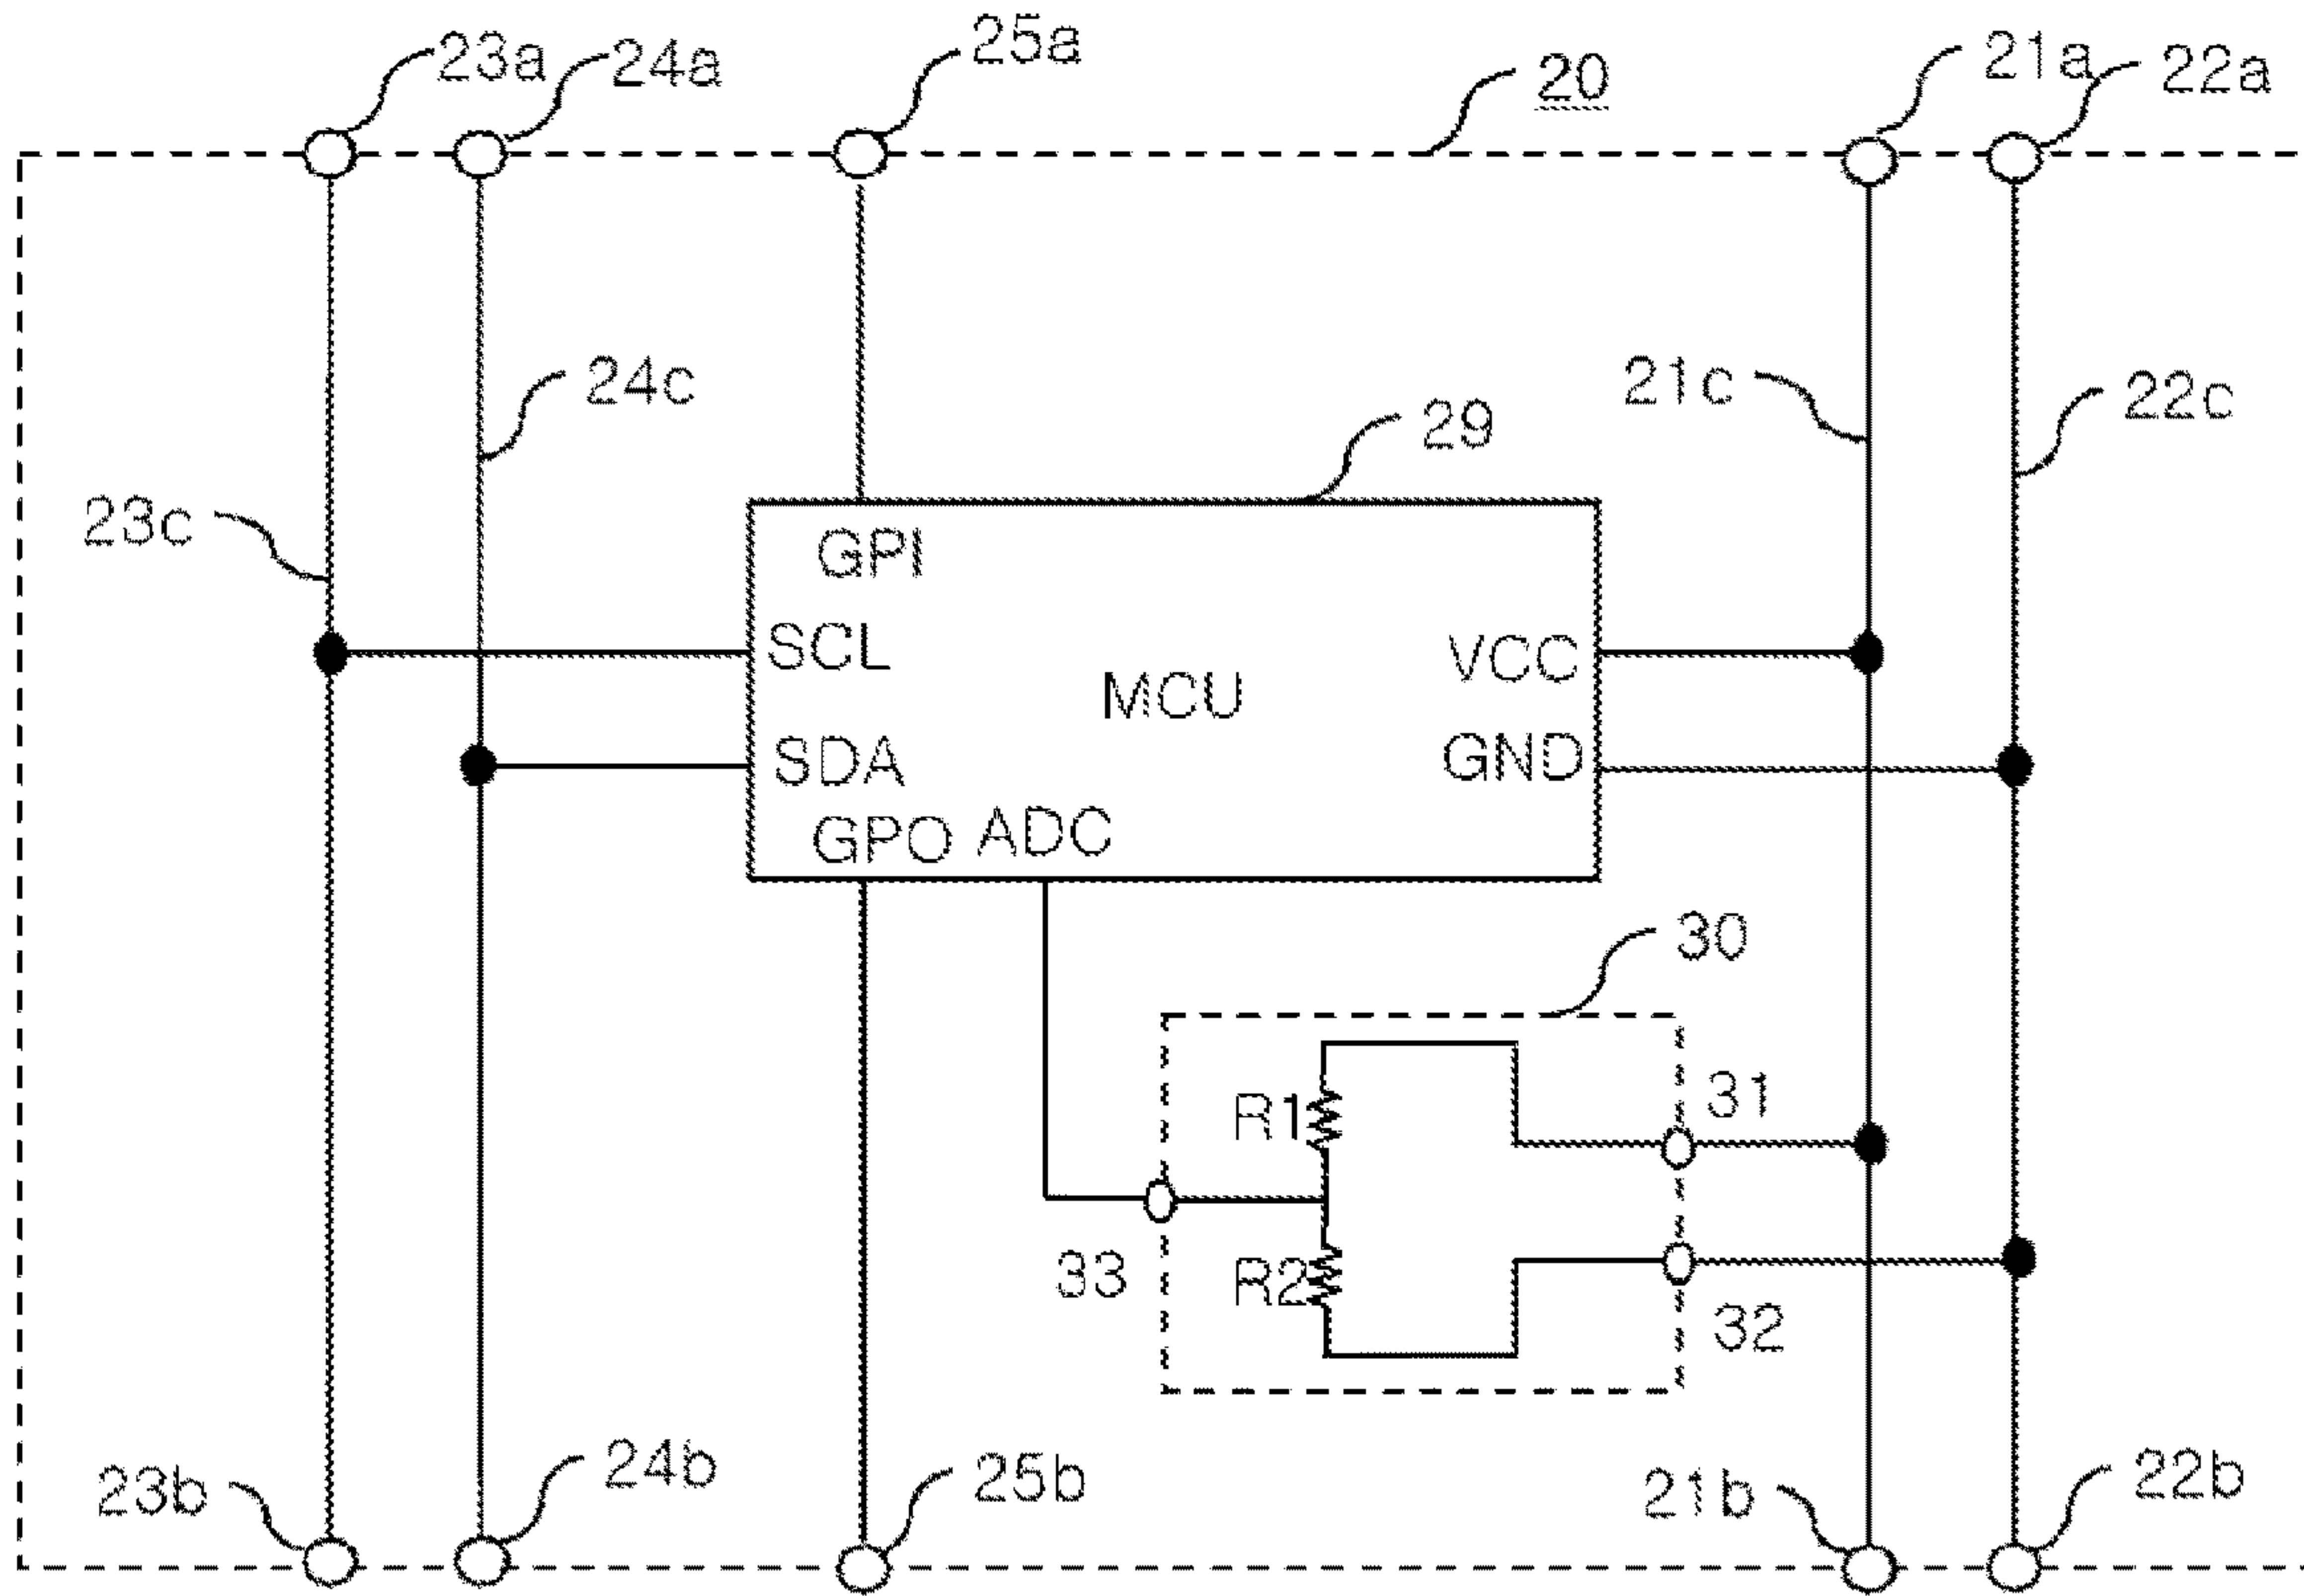 23a
24a
25a
20
21a
22a
24c
21c
22c
29
23c
GPI
SCL
VCC
MCU
SDA
GND
GPO
ADC
30
R1
31
33
R2
32
23b
24b
25b
21b
22b